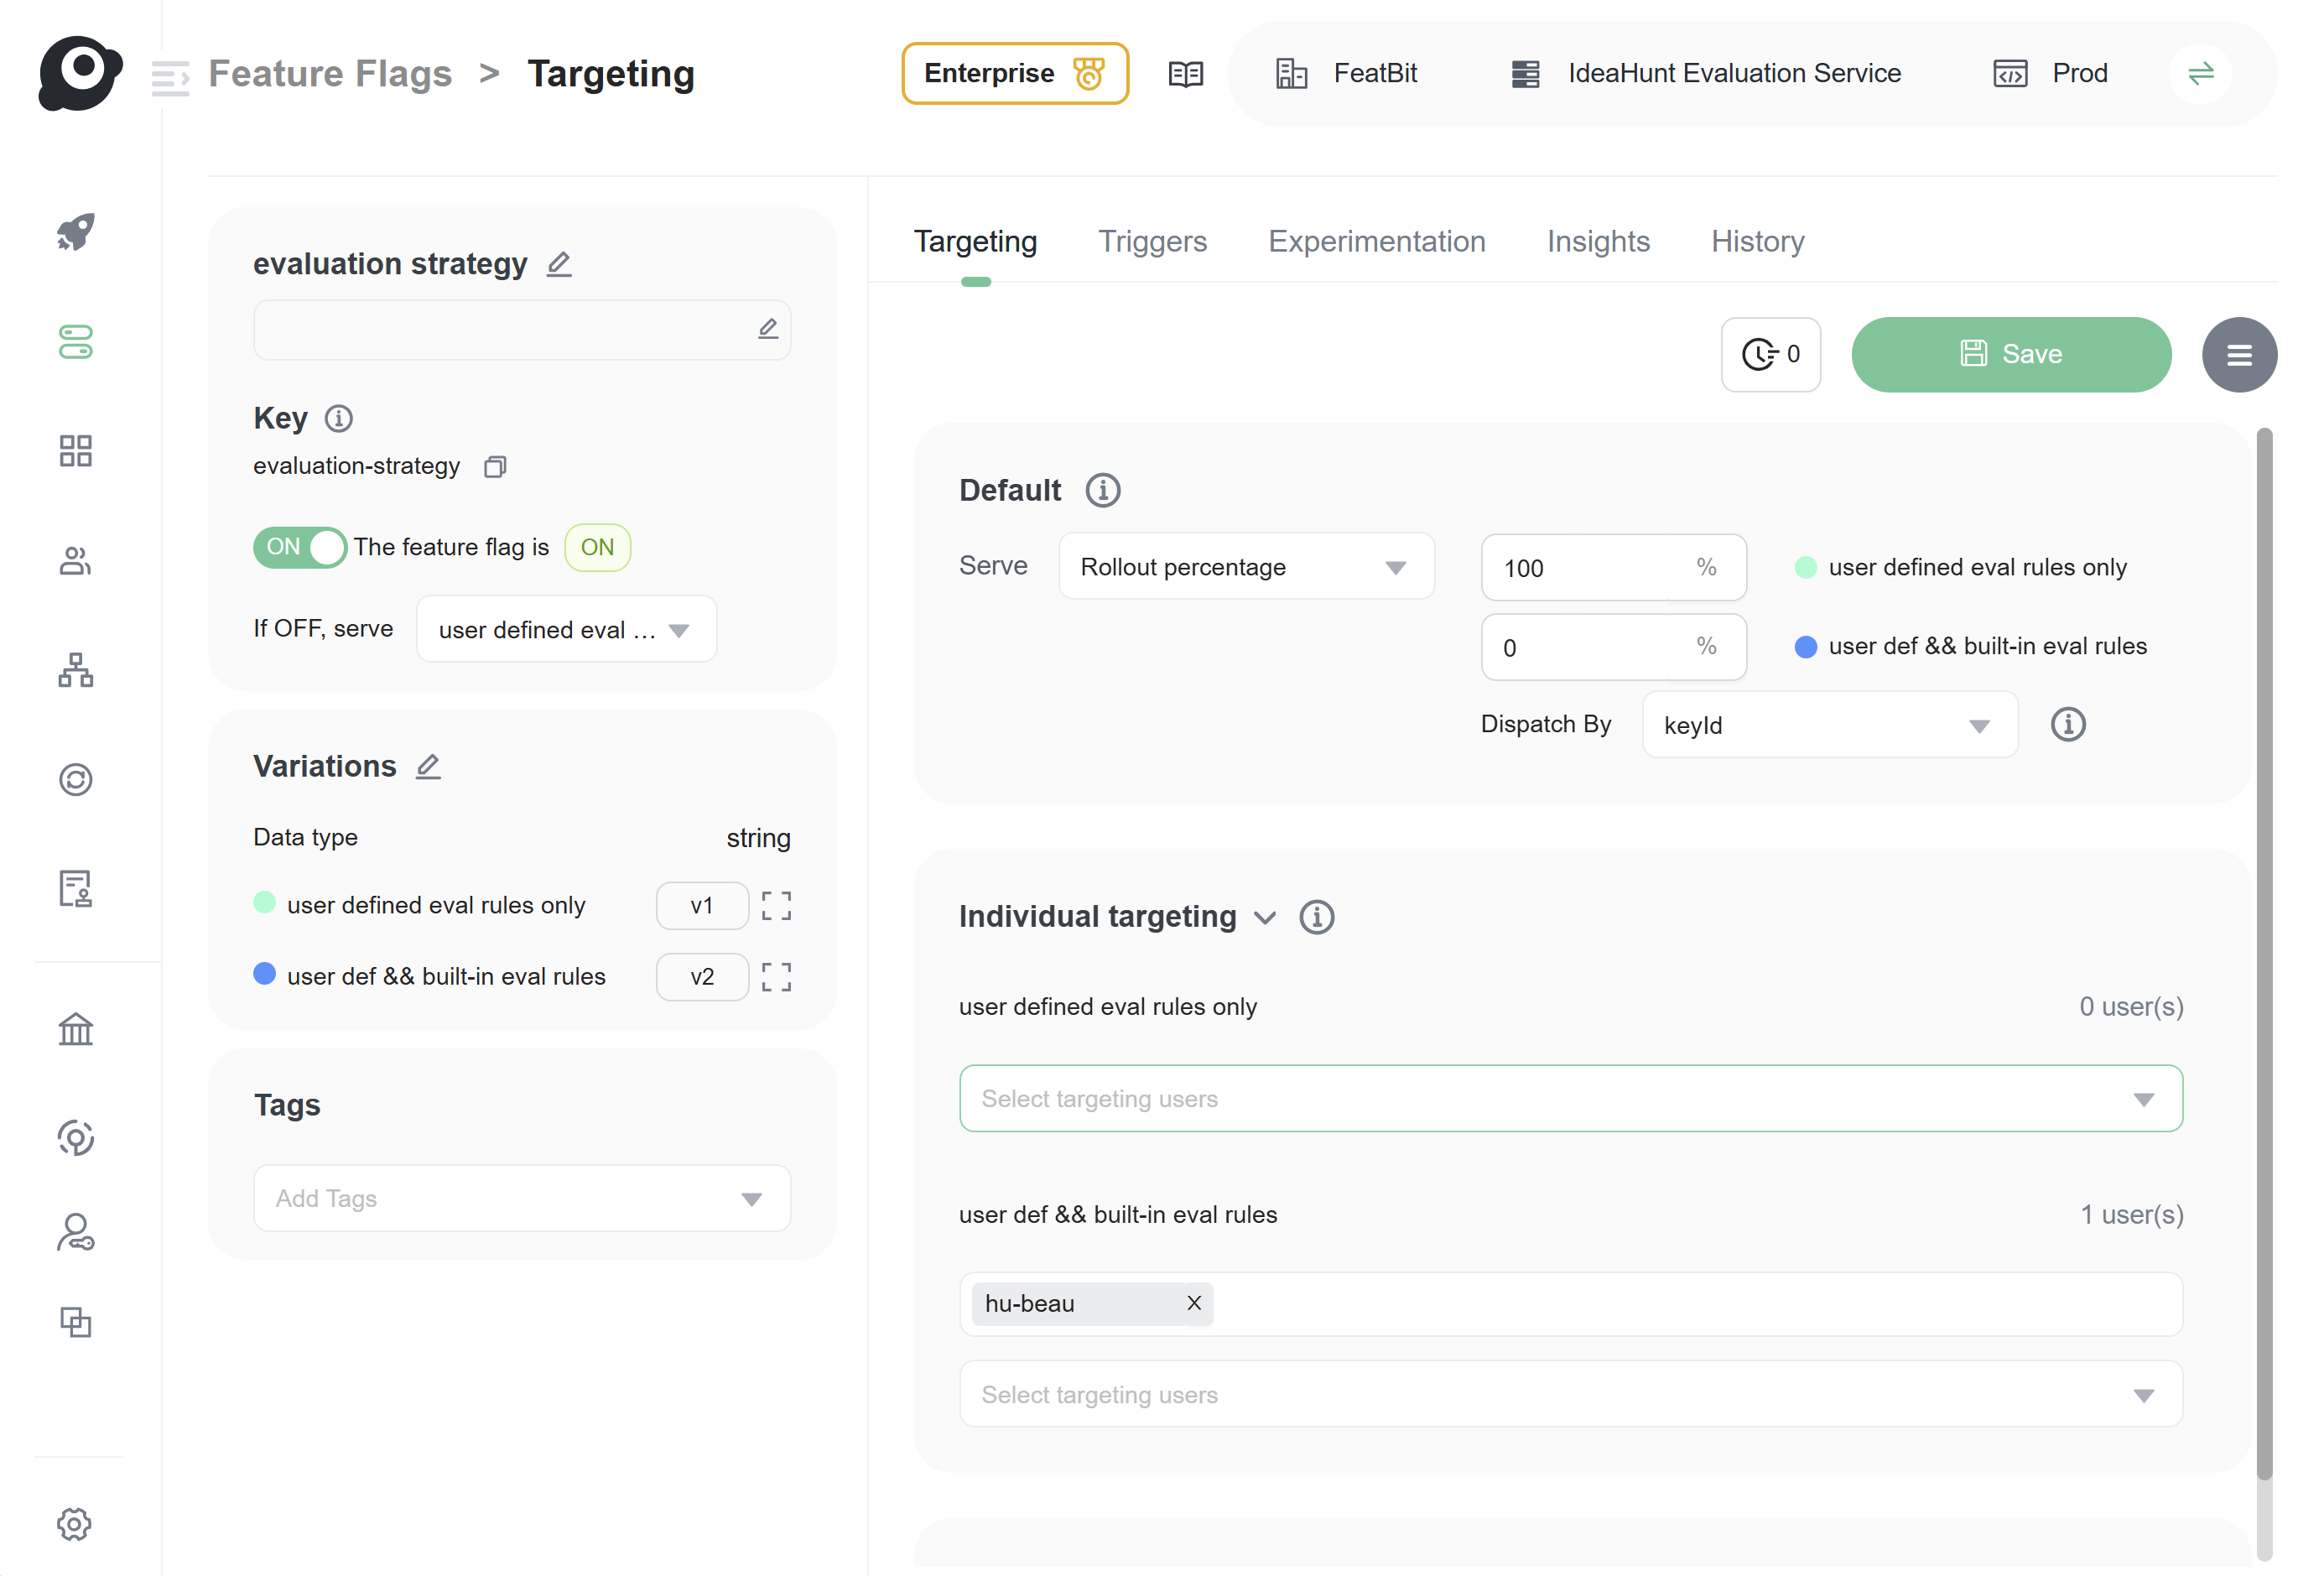 Feature Flags > Targeting
Enterprise
FeatBit
IdeaHunt Evaluation Service
Prod
evaluation strategy
Key
evaluation-strategy
ON The feature flag is ON
If OFF, serve user defined eval ...
Variations
Data type string
user defined eval rules only v1
user def && built-in eval rules v2
Tags
Add Tags
Targeting Triggers Experimentation Insights History
0 Save
Default
Serve Rollout percentage 100 % user defined eval rules only
0 % user def && built-in eval rules
Dispatch By keyId
Individual targeting
user defined eval rules only 0 user(s)
Select targeting users
user def && built-in eval rules 1 user(s)
hu-beau X
Select targeting users